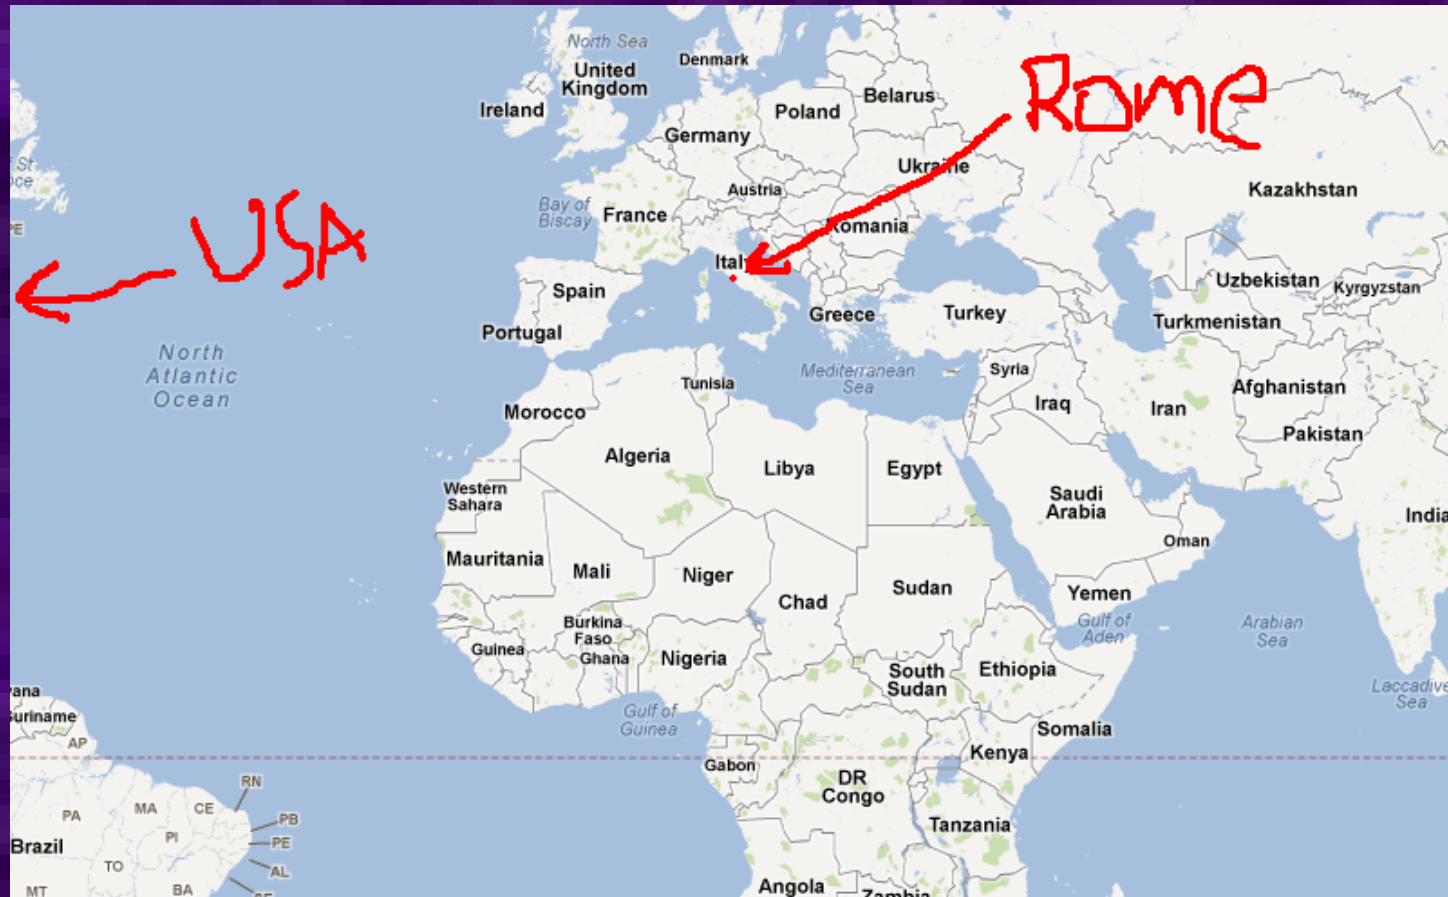 North Sea
Denmark
United
Kingdom
Rome
Ireland
Poland
Belarus
Germany
Ukraine
Austria
Kazakhstan
Bay of
Biscay
France
USA
Romania
PE
Italy
Spain
Uzbekistan
Kyrgyzstan
Portugal
Greece
Turkey
Turkmenistan
North
Atlantic
Ocean
Tunisia
Mediterranean
Sea
Syria
Afghanistan
Morocco
Iraq
Iran
Pakistan
Algeria
Libya
Egypt
Western
Sahara
Saudi
Arabia
India
Oman
Mauritania
Mali
Niger
Sudan
Chad
Yemen
Gulf of
Aden
Arabian
Sea
Burkina
Faso
Guinea
Ghana
Nigeria
South
Sudan
Ethiopia
Laccadive
Sea
Gulf of
Guinea
ana
Suriname
AP
Somalia
Kenya
Gabon
DR
Congo
RN
PA
MA
CE
PB
PI
PE
Tanzania
Brazil
TO
AL
MT
BA
Angola
Zambia